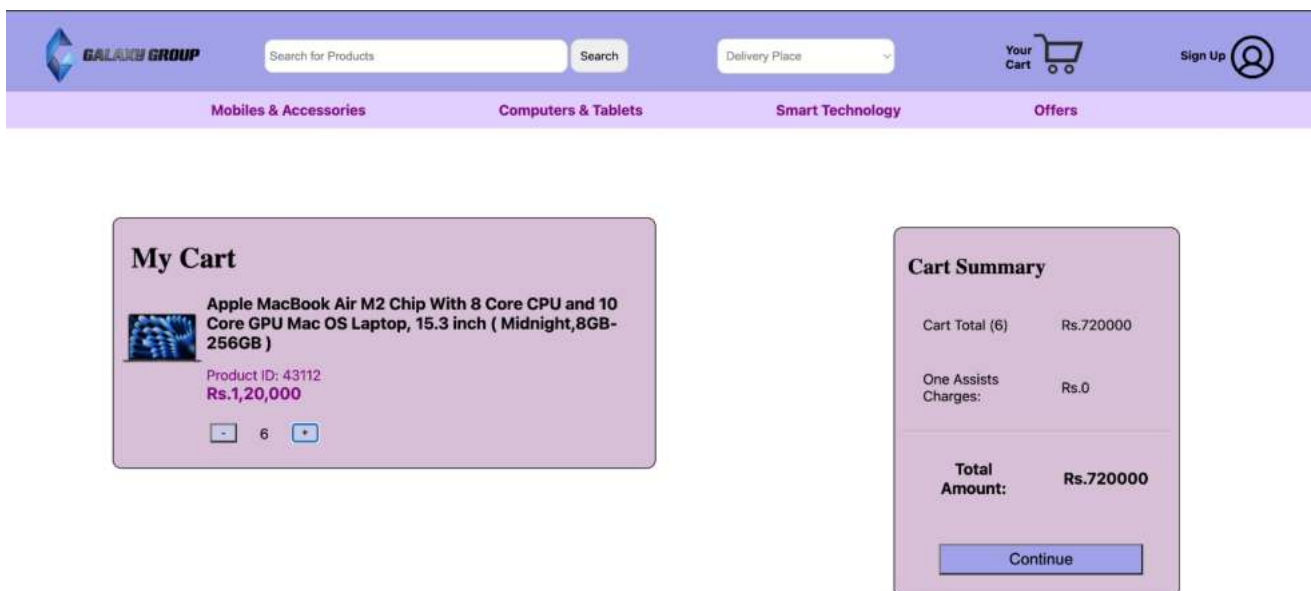 GALAXY GROUP
Search for Products
Search
Delivery Place
Your
Cart
Sign Up
Mobiles & Accessories
Computers & Tablets
Smart Technology
Offers
My Cart
Apple MacBook Air M2 Chip With 8 Core CPU and 10
Core GPU Mac OS Laptop, 15.3 inch ( Midnight,8GB-
256GB )
Product ID: 43112
Rs.1,20,000
- 6 +
Cart Summary
Cart Total (6) Rs.720000
One Assists
Charges:
Rs.0
Total
Amount:
Rs.720000
Continue